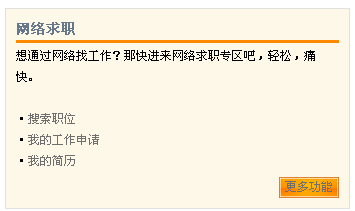 网络求职
想通过网络找工作？那快进来网络求职专区吧，轻松，痛
快。
▪搜索职位
▪我的工作申请
▪我的简历
更多功能